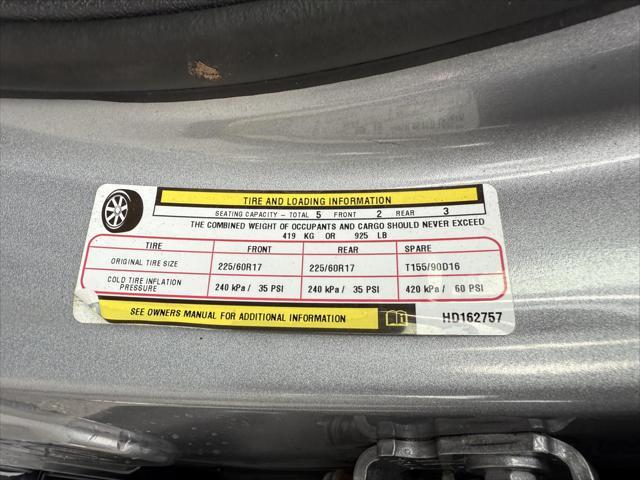 TIRE AND LOADING INFORMATION
SEATING CAPACITY - TOTAL 5 FRONT 2 REAR 3
THE COMBINED WEIGHT OF OCCUPANTS AND CARGO SHOULD NEVER EXCEED
419 KG OR 925 LB
TIRE FRONT REAR SPARE
ORIGINAL TIRE SIZE 225/60R17 225/60R17 T155/90D16
COLD TIRE INFLATION PRESSURE 240 kPa / 35 PSI 240 kPa / 35 PSI 420 kPa / 60 PSI
SEE OWNERS MANUAL FOR ADDITIONAL INFORMATION HD162757